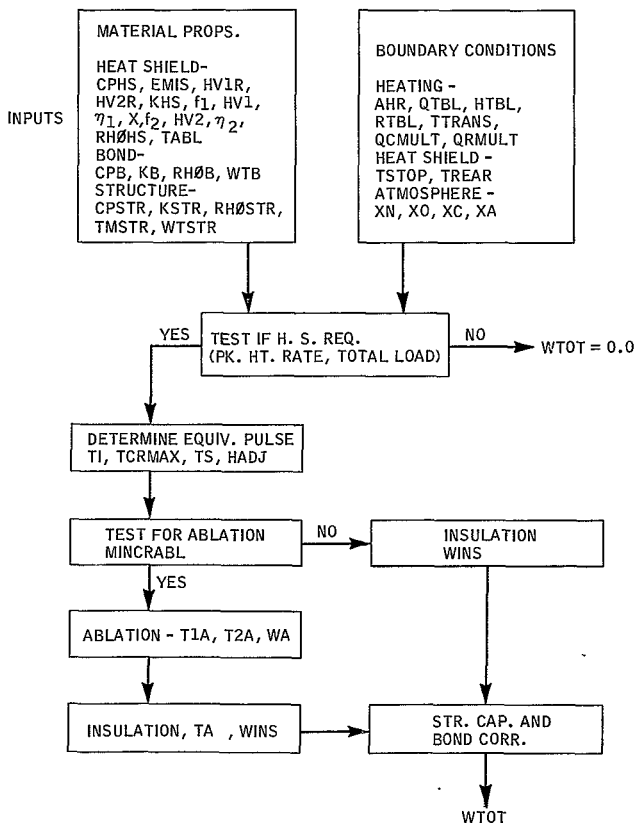 INPUTS
MATERIAL PROPS.
HEAT SHIELD-
CPHS, EMIS, HV1R,
HV2R, KHS, f₁, HV1,
η₁, X, f₂, HV2, η₂,
RHØHS, TABL
BOND-
CPB, KB, RHØB, WTB
STRUCTURE-
CPSTR, KSTR, RHØSTR,
TMSTR, WTSTR
BOUNDARY CONDITIONS
HEATING -
AHR, QTBL, HTBL,
RTBL, TTRANS,
QCMULT, QRMULT
HEAT SHIELD -
TSTOP, TREAR
ATMOSPHERE -
XN, XO, XC, XA
YES
TEST IF H. S. REQ.
(PK. HT. RATE, TOTAL LOAD)
NO
WTOT = 0.0
DETERMINE EQUIV. PULSE
TI, TCRMAX, TS, HADJ
TEST FOR ABLATION
MINCRABL
NO
INSULATION
WINS
YES
ABLATION - T1A, T2A, WA
INSULATION, TA , WINS
STR. CAP. AND
BOND CORR.
WTOT